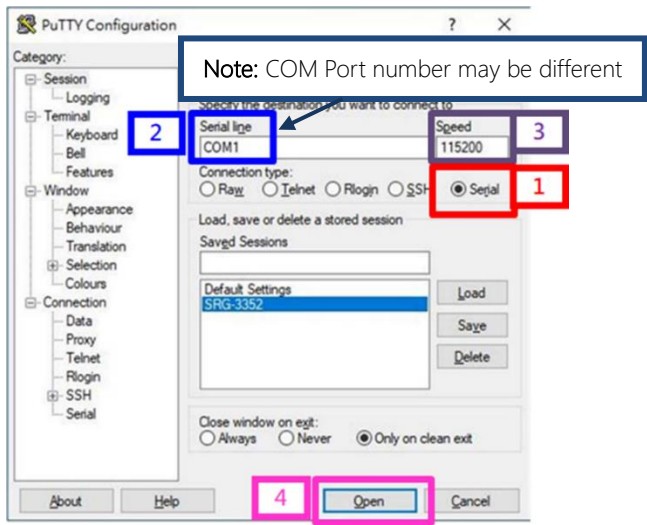 PuTTY Configuration
? ×
Category:
Note: COM Port number may be different
Session
Logging
Terminal
Keyboard
Bell
Features
Window
Appearance
Behaviour
Translation
Selection
Colours
Connection
Data
Proxy
Telnet
Rlogin
SSH
Serial
Specify the destination you want to connect to
2
Serial line
Speed
3
COM1
115200
Connection type:
Raw Telnet Rlogin SSH Serial
1
Load, save or delete a stored session
Saved Sessions
Default Settings
SRG-3352
Load
Save
Delete
Close window on exit:
Always Never Only on clean exit
About
Help
4
Open
Cancel